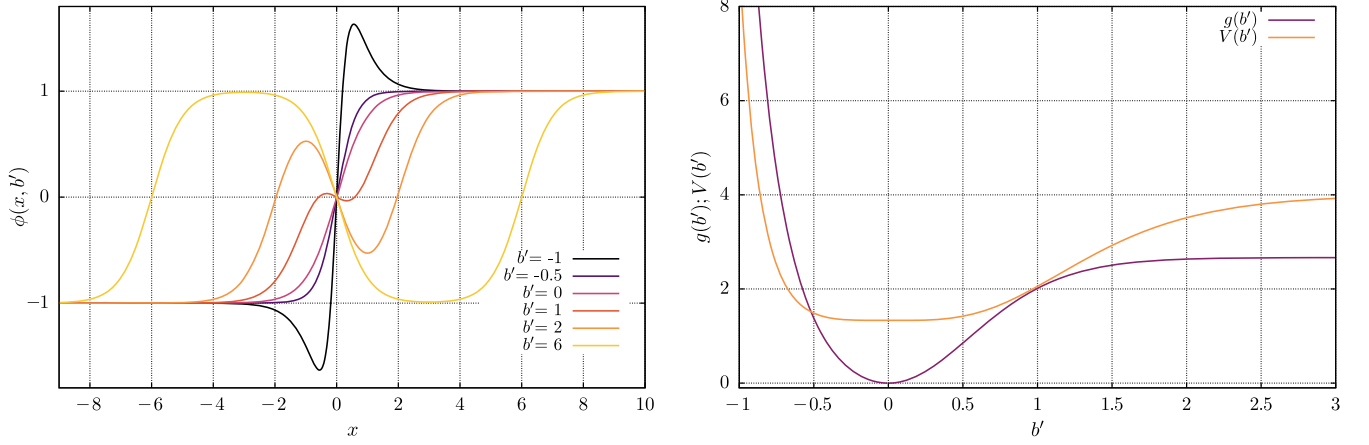 1
0
−1
ϕ(x, b′)
b′= -1
b′= -0.5
b′= 0
b′= 1
b′= 2
b′= 6
−8 −6 −4 −2 0 2 4 6 8 10
x
8
6
4
2
0
g(b′); V(b′)
g(b′)
V(b′)
−1 −0.5 0 0.5 1 1.5 2 2.5 3
b′